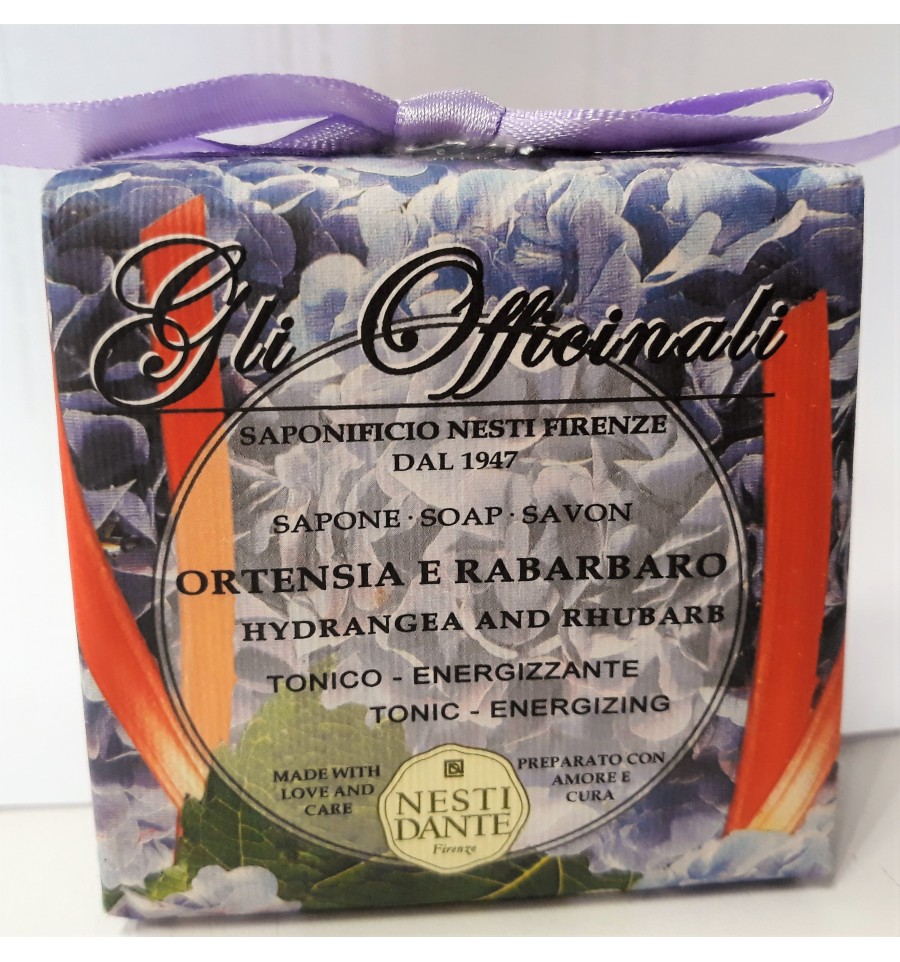 Gli Officinali
SAPONIFICIO NESTI FIRENZE
DAL 1947
SAPONE · SOAP · SAVON
ORTENSIA E RABARBARO
HYDRANGEA AND RHUBARB
TONICO - ENERGIZZANTE
TONIC - ENERGIZING
MADE WITH
LOVE AND
CARE
NESTI
DANTE
Firenze
PREPARATO CON
AMORE E
CURA